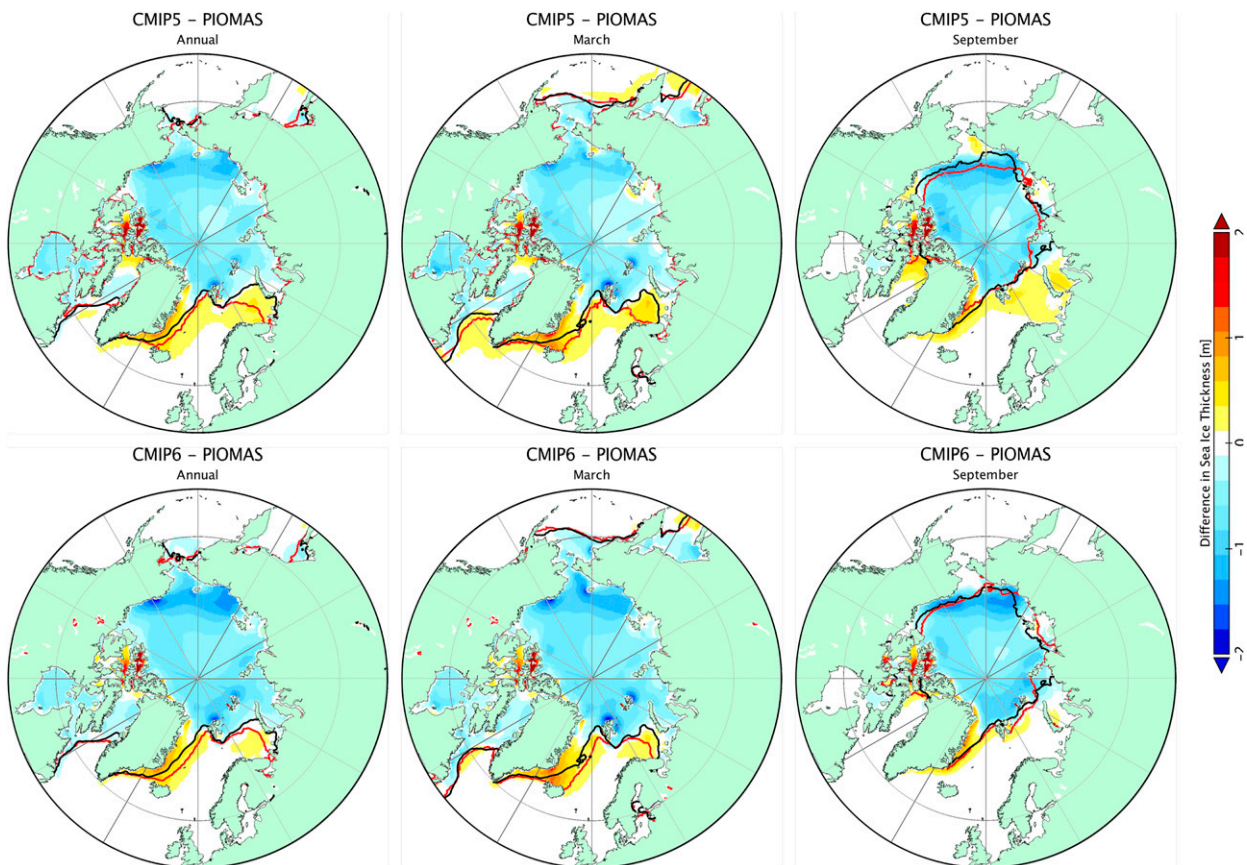 CMIP5 – PIOMAS
Annual
CMIP5 – PIOMAS
March
CMIP5 – PIOMAS
September
CMIP6 – PIOMAS
Annual
CMIP6 – PIOMAS
March
CMIP6 – PIOMAS
September
Difference in Sea Ice Thickness [m]
2
1
0
−1
−2